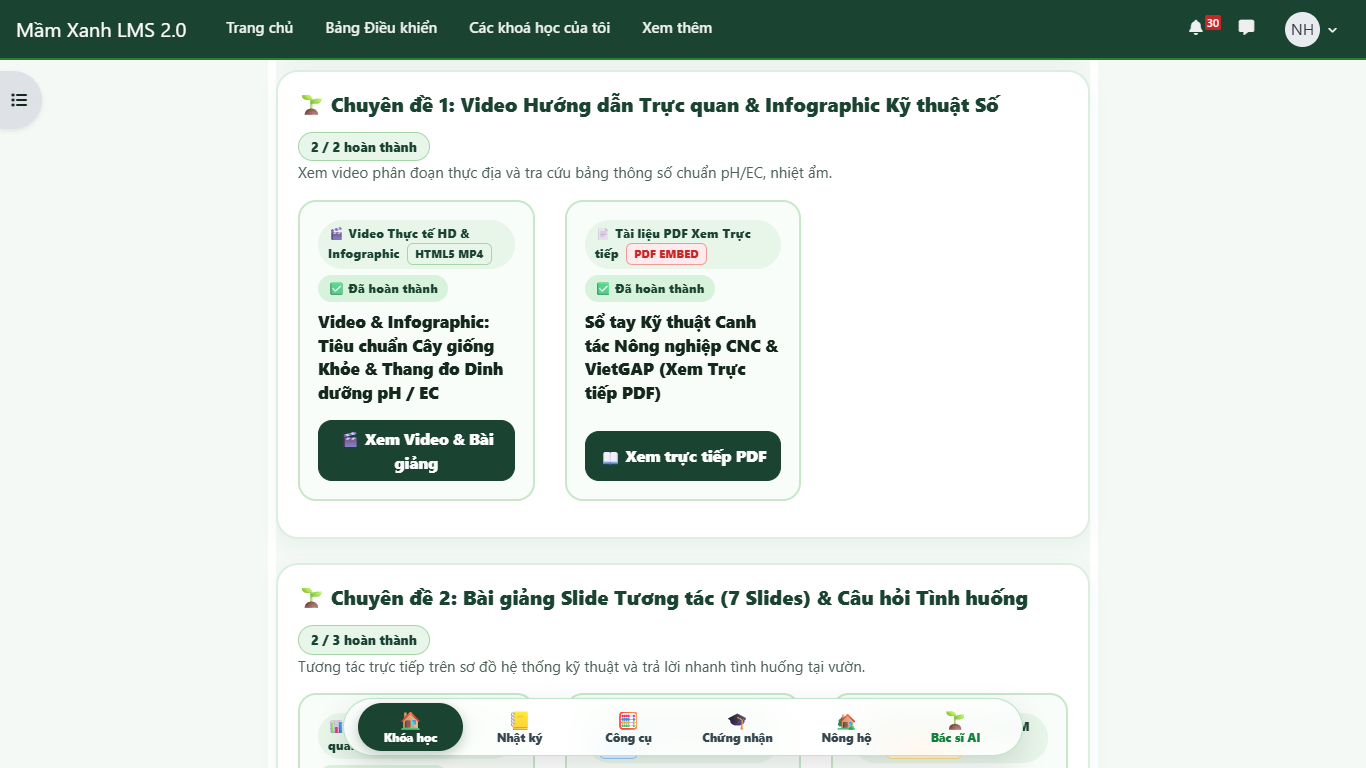 Mầm Xanh LMS 2.0
Trang chủ
Bảng Điều khiển
Các khoá học của tôi
Xem thêm
30
NH
Chuyên đề 1: Video Hướng dẫn Trực quan & Infographic Kỹ thuật Số
2 / 2 hoàn thành
Xem video phân đoạn thực địa và tra cứu bảng thông số chuẩn pH/EC, nhiệt ẩm.
Video Thực tế HD &
Infographic HTML5 MP4
Đã hoàn thành
Video & Infographic:
Tiêu chuẩn Cây giống
Khỏe & Thang đo Dinh
dưỡng pH / EC
Xem Video & Bài
giảng
Tài liệu PDF Xem Trực
tiếp PDF EMBED
Đã hoàn thành
Sổ tay Kỹ thuật Canh
tác Nông nghiệp CNC &
VietGAP (Xem Trực
tiếp PDF)
Xem trực tiếp PDF
Chuyên đề 2: Bài giảng Slide Tương tác (7 Slides) & Câu hỏi Tình huống
2 / 3 hoàn thành
Tương tác trực tiếp trên sơ đồ hệ thống kỹ thuật và trả lời nhanh tình huống tại vườn.
Khóa học
Nhật ký
Công cụ
Chứng nhận
Nông hộ
Bác sĩ AI